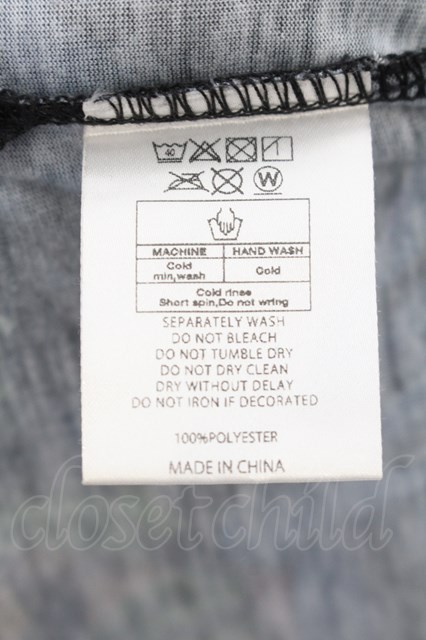 40
W
MACHINE HAND WASH
Cold
min,wash
Cold
Cold rinse
Short spin,Do not wring
SEPARATELY WASH
DO NOT BLEACH
DO NOT TUMBLE DRY
DO NOT DRY CLEAN
DRY WITHOUT DELAY
DO NOT IRON IF DECORATED
100%POLYESTER
MADE IN CHINA
closetchild